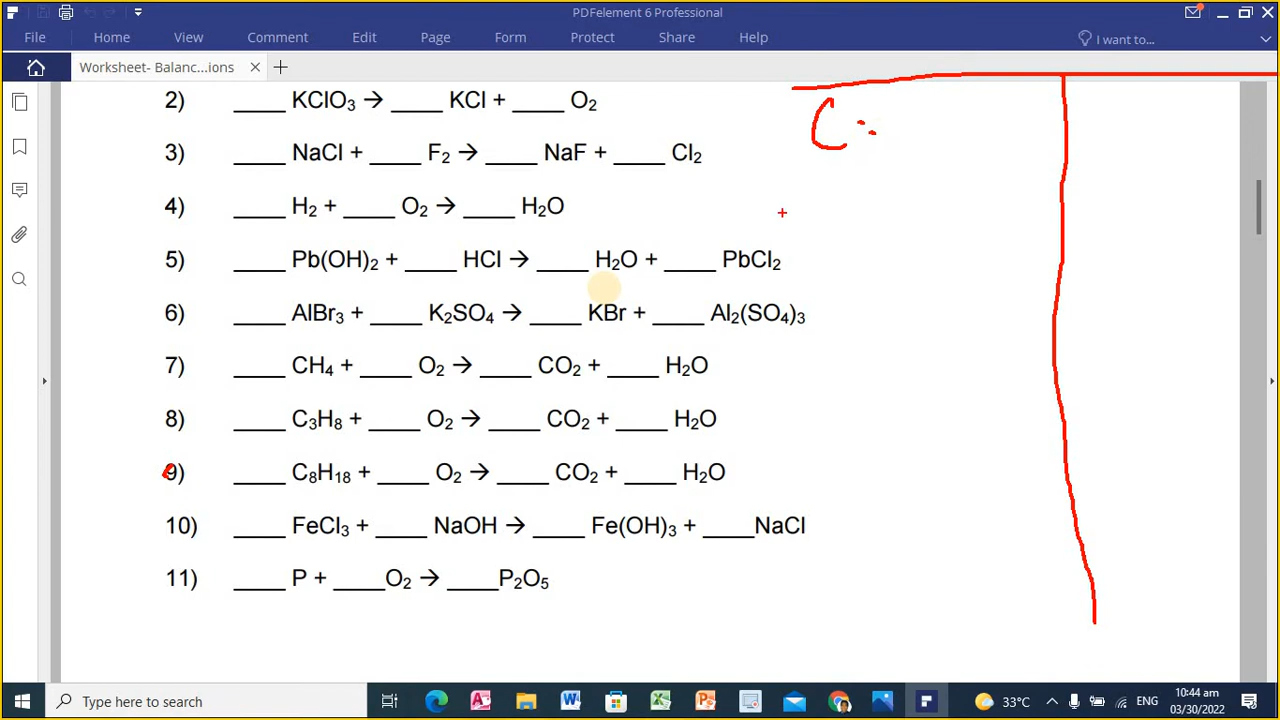 PDFelement 6 Professional
File Home View Comment Edit Page Form Protect Share Help I want to...
Worksheet- Balanc...ions
2) ____ KClO₃ → ____ KCl + ____ O₂
3) ____ NaCl + ____ F₂ → ____ NaF + ____ Cl₂
4) ____ H₂ + ____ O₂ → ____ H₂O
5) ____ Pb(OH)₂ + ____ HCl → ____ H₂O + ____ PbCl₂
6) ____ AlBr₃ + ____ K₂SO₄ → ____ KBr + ____ Al₂(SO₄)₃
7) ____ CH₄ + ____ O₂ → ____ CO₂ + ____ H₂O
8) ____ C₃H₈ + ____ O₂ → ____ CO₂ + ____ H₂O
9) ____ C₈H₁₈ + ____ O₂ → ____ CO₂ + ____ H₂O
10) ____ FeCl₃ + ____ NaOH → ____ Fe(OH)₃ + ____NaCl
11) ____ P + ____O₂ → ____P₂O₅
C :
Type here to search
33°C ENG 10:44 am
03/30/2022